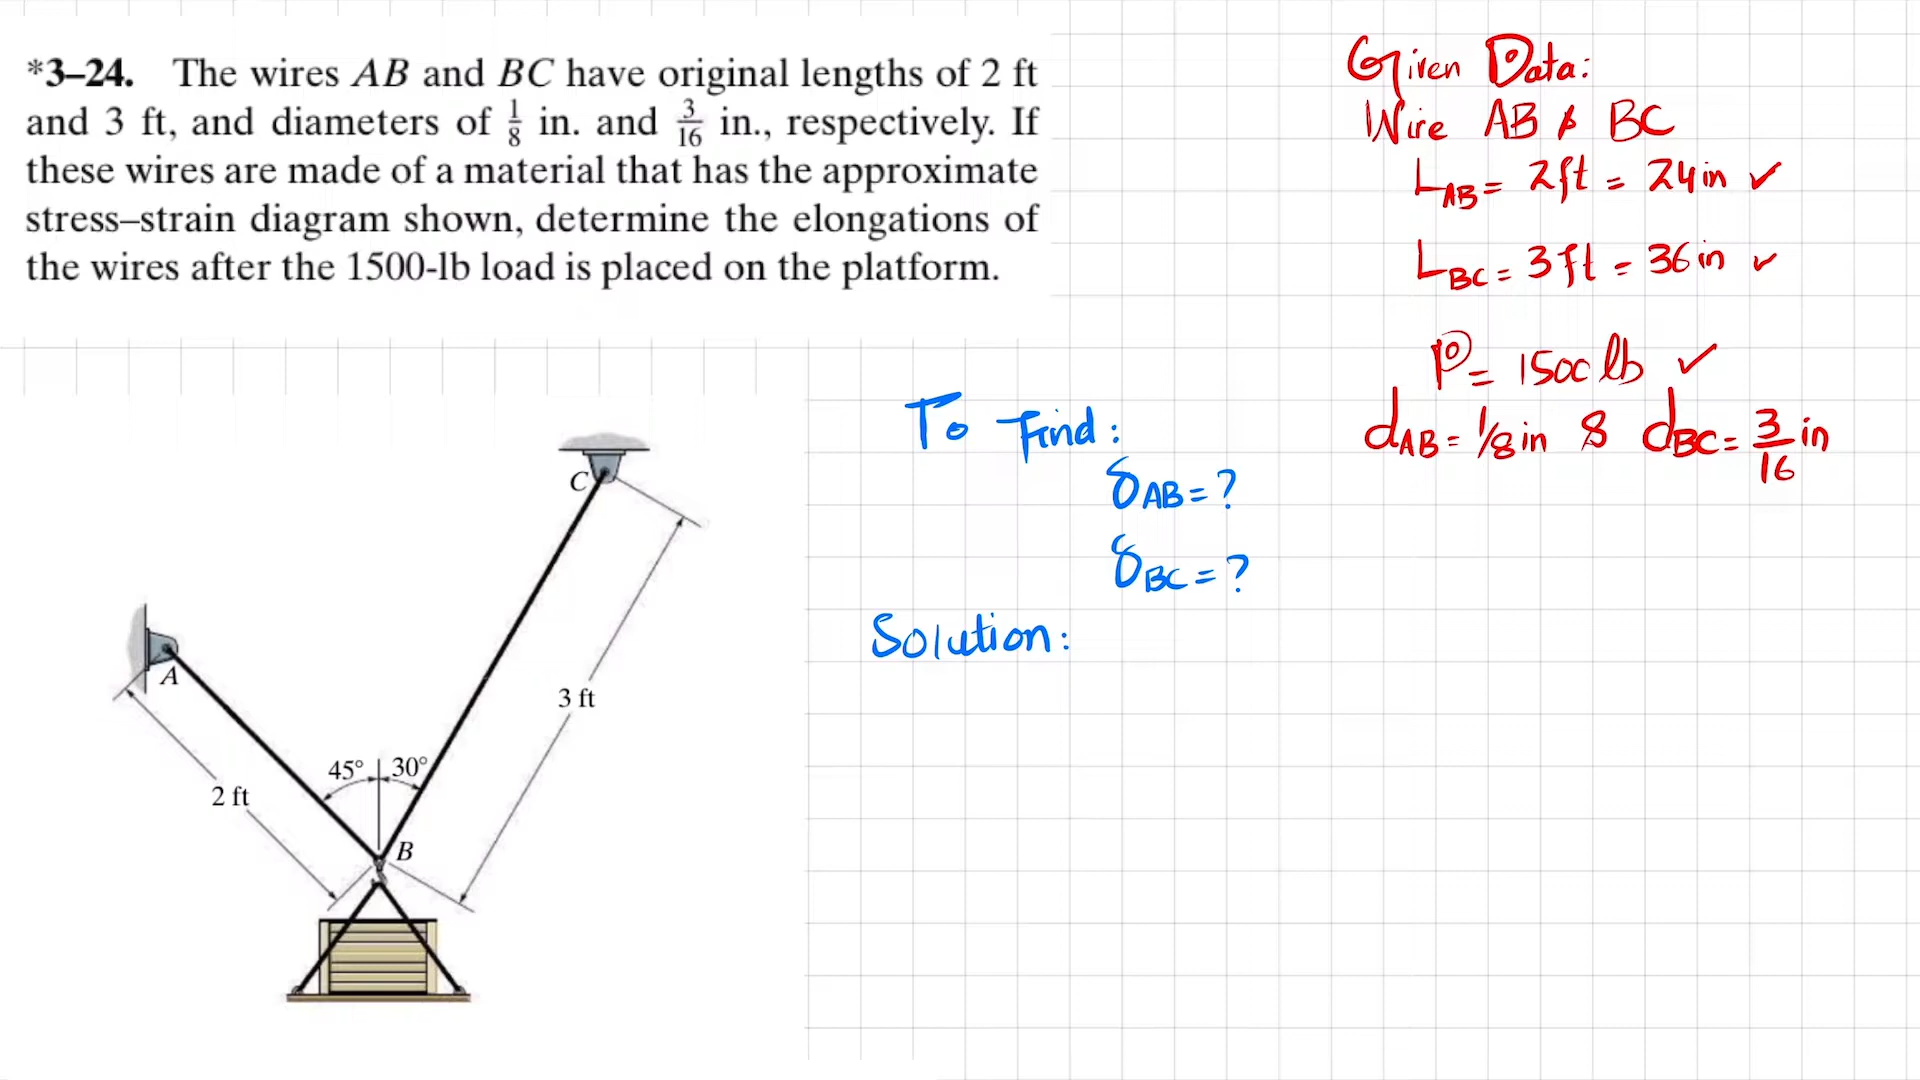 *3–24. The wires AB and BC have original lengths of 2 ft
and 3 ft, and diameters of 1/8 in. and 3/16 in., respectively. If
these wires are made of a material that has the approximate
stress–strain diagram shown, determine the elongations of
the wires after the 1500-lb load is placed on the platform.
Given Data:
Wire AB & BC
L_AB = 2ft = 24in ✓
L_BC = 3ft = 36in ✓
P = 1500 lb ✓
d_AB = 1/8 in & d_BC = 3/16 in
To Find:
δ_AB = ?
δ_BC = ?
Solution:
C
A
3 ft
45° 30°
2 ft
B